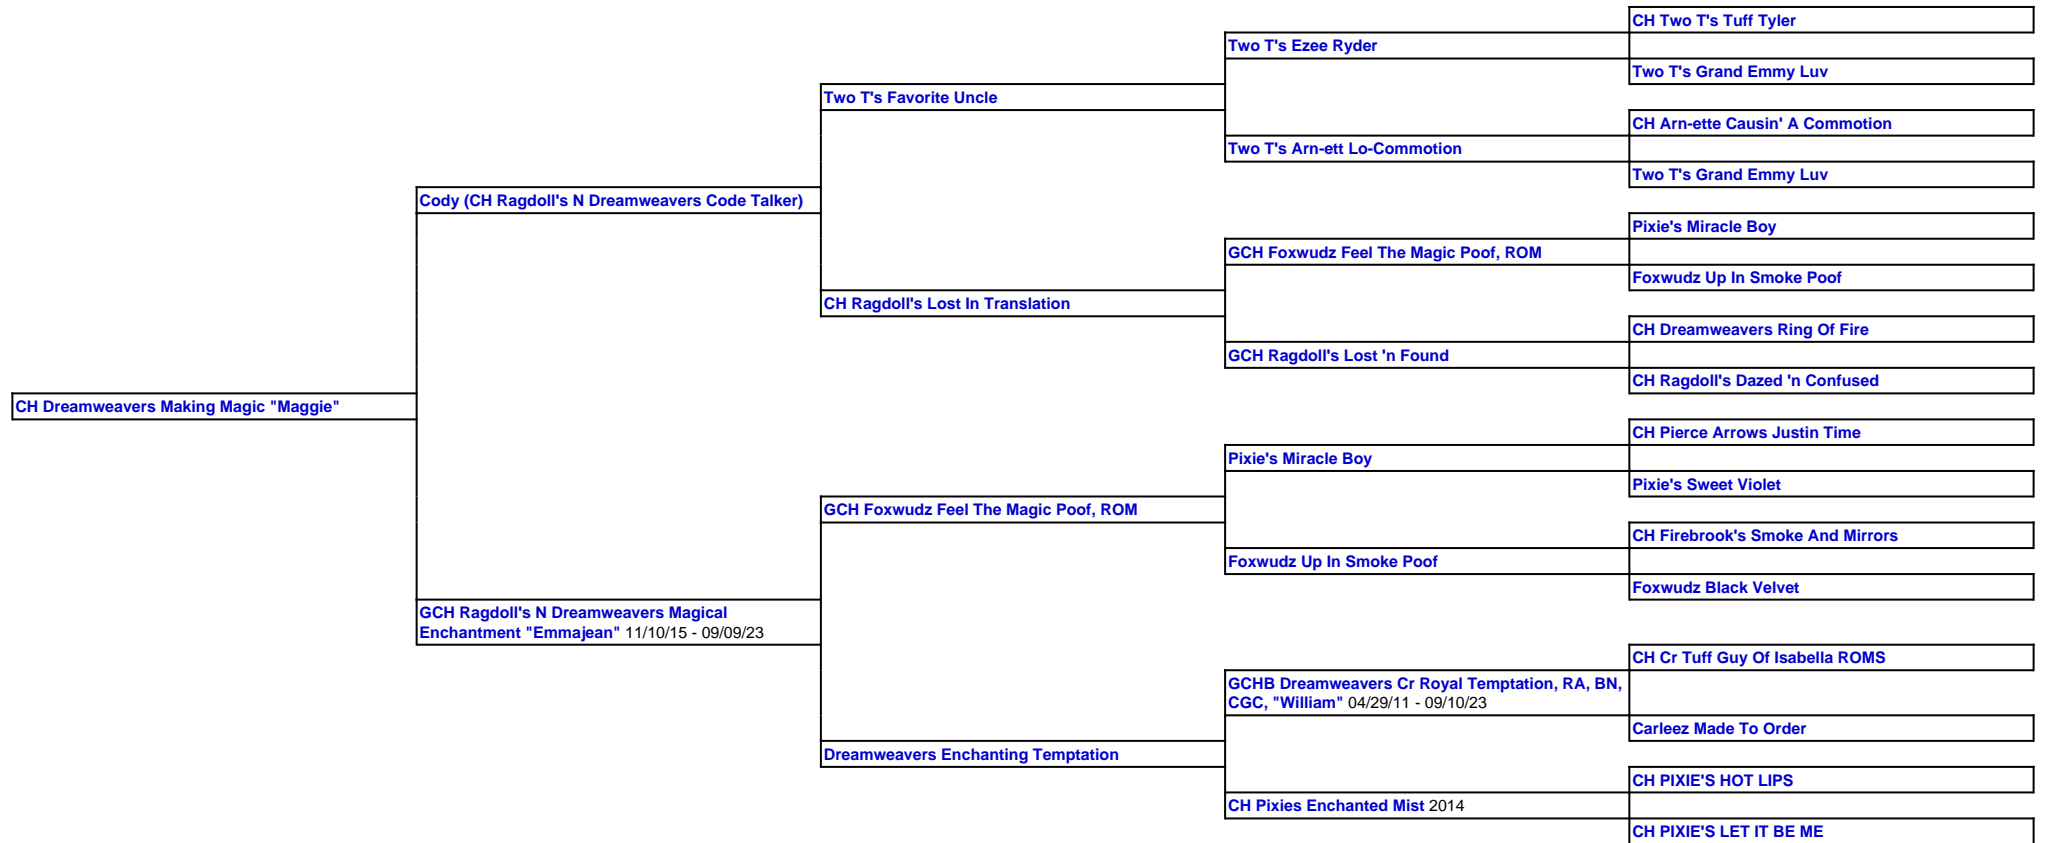 CH Two T's Tuff Tyler
Two T's Ezee Ryder
Two T's Grand Emmy Luv
Two T's Favorite Uncle
CH Arn-ette Causin' A Commotion
Two T's Arn-ett Lo-Commotion
Two T's Grand Emmy Luv
Cody (CH Ragdoll's N Dreamweavers Code Talker)
Pixie's Miracle Boy
GCH Foxwudz Feel The Magic Poof, ROM
Foxwudz Up In Smoke Poof
CH Ragdoll's Lost In Translation
CH Dreamweavers Ring Of Fire
GCH Ragdoll's Lost 'n Found
CH Ragdoll's Dazed 'n Confused
CH Dreamweavers Making Magic "Maggie"
CH Pierce Arrows Justin Time
Pixie's Miracle Boy
Pixie's Sweet Violet
GCH Foxwudz Feel The Magic Poof, ROM
CH Firebrook's Smoke And Mirrors
Foxwudz Up In Smoke Poof
Foxwudz Black Velvet
GCH Ragdoll's N Dreamweavers Magical
Enchantment "Emmajean" 11/10/15 - 09/09/23
CH Cr Tuff Guy Of Isabella ROMS
GCHB Dreamweavers Cr Royal Temptation, RA, BN,
CGC, "William" 04/29/11 - 09/10/23
Carleez Made To Order
Dreamweavers Enchanting Temptation
CH PIXIE'S HOT LIPS
CH Pixies Enchanted Mist 2014
CH PIXIE'S LET IT BE ME